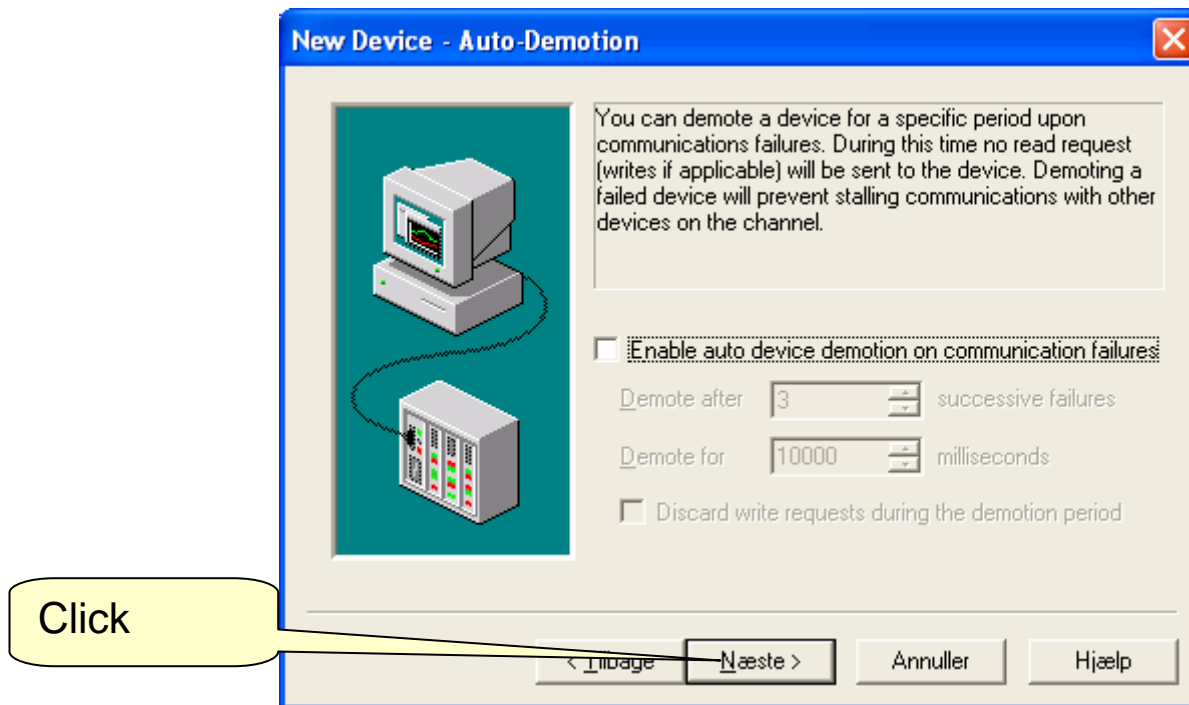 New Device - Auto-Demotion
You can demote a device for a specific period upon
communications failures. During this time no read request
(writes if applicable) will be sent to the device. Demoting a
failed device will prevent stalling communications with other
devices on the channel.
Enable auto device demotion on communication failures
Demote after 3 successive failures
Demote for 10000 milliseconds
Discard write requests during the demotion period
Click
< Tilbage Næste > Annuller Hjælp